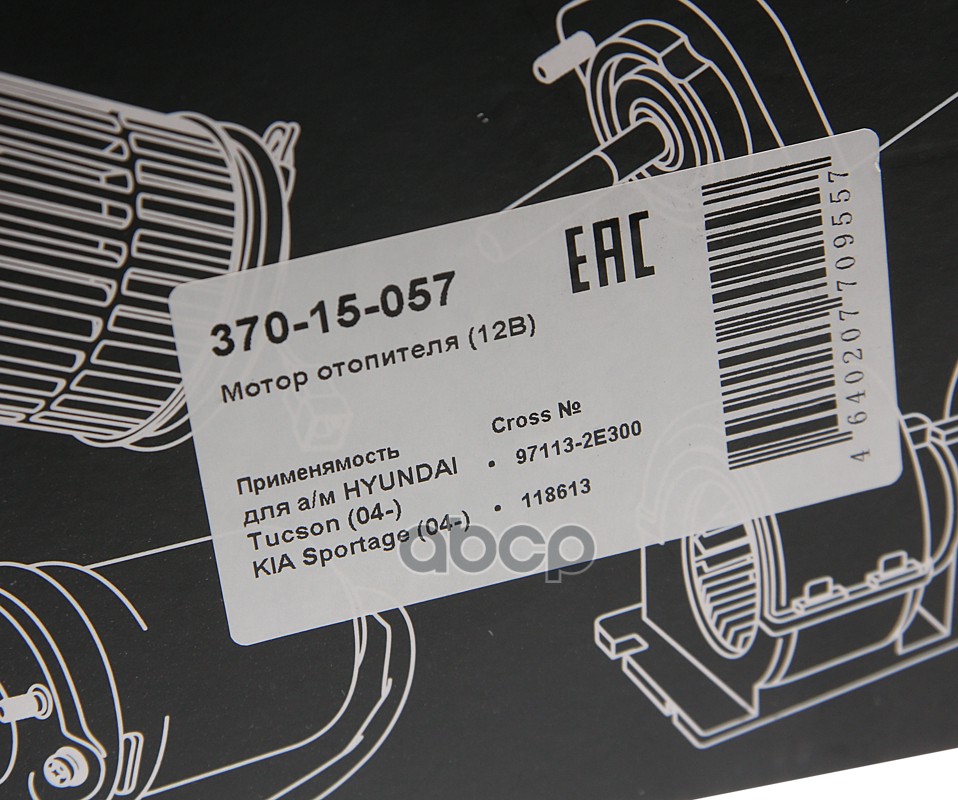 EAC
370-15-057
Мотор отопителя (12В)
Применямость
для а/м HYUNDAI
Tucson (04-)
KIA Sportage (04-)
Cross №
• 97113-2E300
• 118613
4 640207 709557
abcp